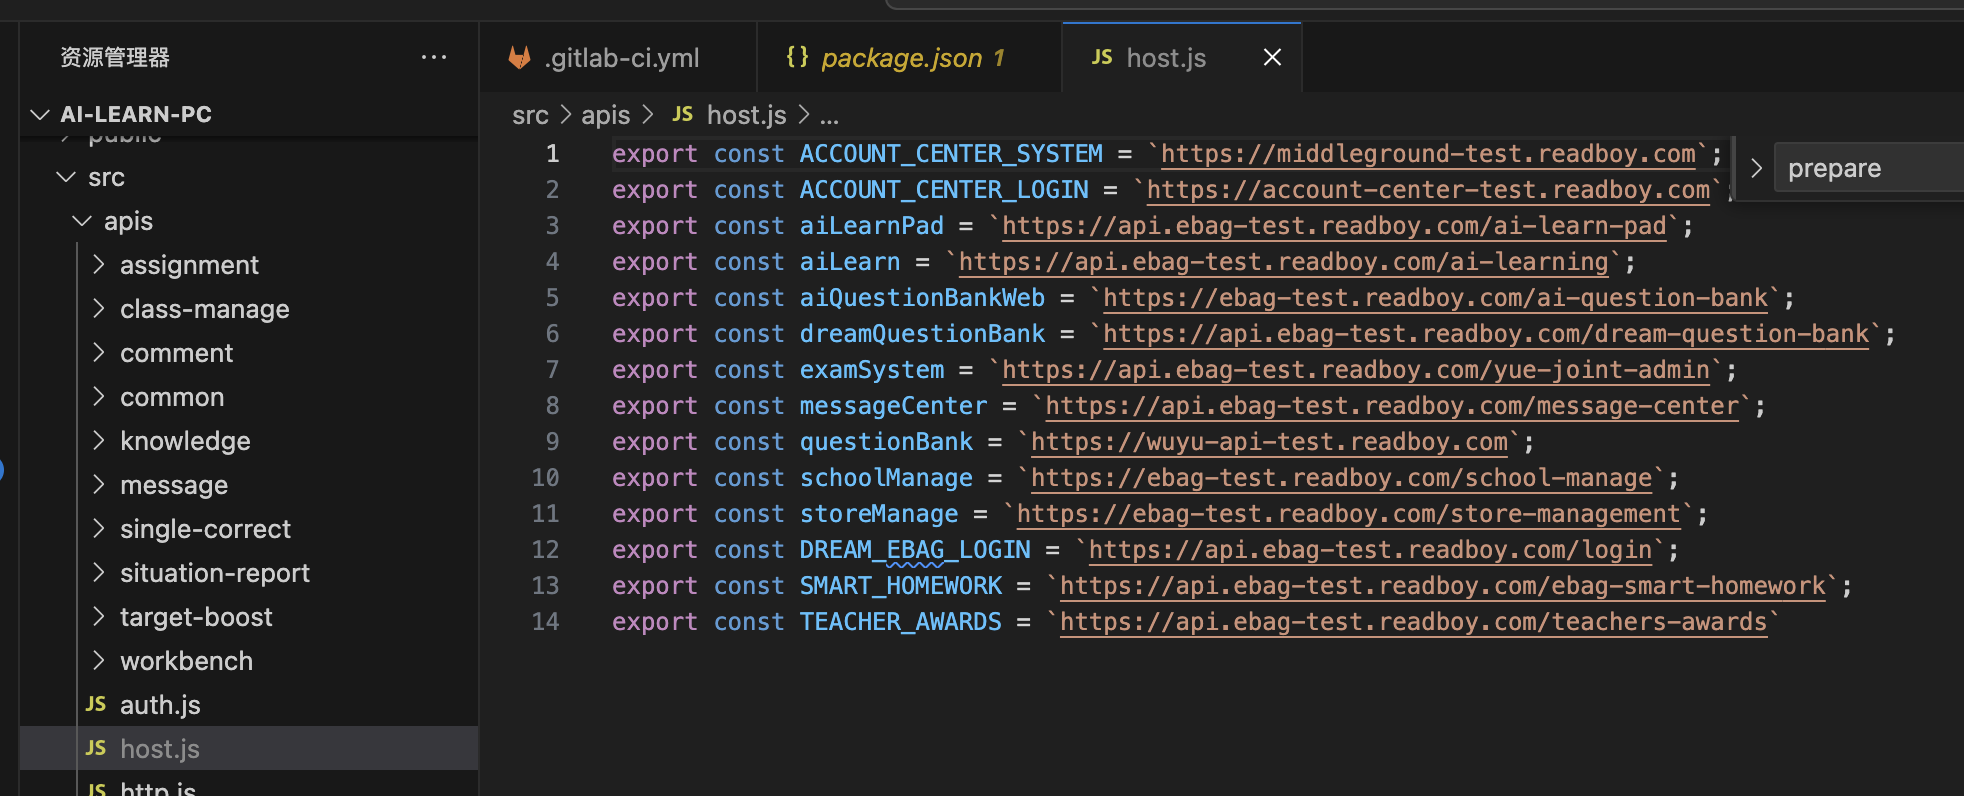 资源管理器
AI-LEARN-PC
public
src
apis
assignment
class-manage
comment
common
knowledge
message
single-correct
situation-report
target-boost
workbench
JS auth.js
JS host.js
JS http.js
.gitlab-ci.yml
{} package.json 1
JS host.js
src > apis > JS host.js > ...
prepare
1 export const ACCOUNT_CENTER_SYSTEM = `https://middleground-test.readboy.com`;
2 export const ACCOUNT_CENTER_LOGIN = `https://account-center-test.readboy.com`;
3 export const aiLearnPad = `https://api.ebag-test.readboy.com/ai-learn-pad`;
4 export const aiLearn = `https://api.ebag-test.readboy.com/ai-learning`;
5 export const aiQuestionBankWeb = `https://ebag-test.readboy.com/ai-question-bank`;
6 export const dreamQuestionBank = `https://api.ebag-test.readboy.com/dream-question-bank`;
7 export const examSystem = `https://api.ebag-test.readboy.com/yue-joint-admin`;
8 export const messageCenter = `https://api.ebag-test.readboy.com/message-center`;
9 export const questionBank = `https://wuyu-api-test.readboy.com`;
10 export const schoolManage = `https://ebag-test.readboy.com/school-manage`;
11 export const storeManage = `https://ebag-test.readboy.com/store-management`;
12 export const DREAM_EBAG_LOGIN = `https://api.ebag-test.readboy.com/login`;
13 export const SMART_HOMEWORK = `https://api.ebag-test.readboy.com/ebag-smart-homework`;
14 export const TEACHER_AWARDS = `https://api.ebag-test.readboy.com/teachers-awards`